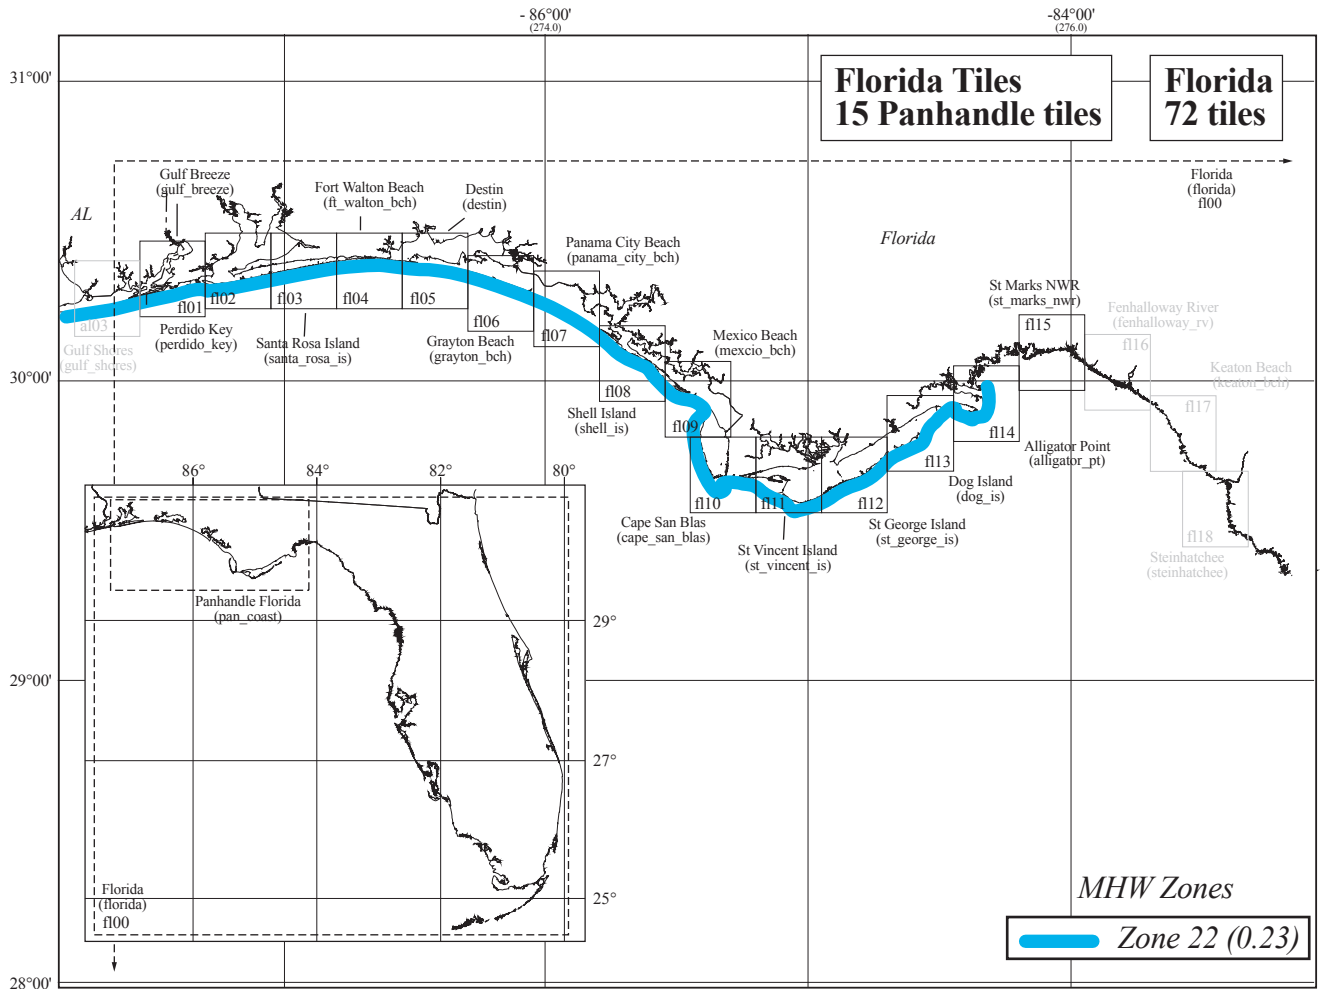 - 86°00'
(274.0)
-84°00'
(276.0)
31°00'
Florida Tiles
15 Panhandle tiles
Florida
72 tiles
Gulf Breeze
(gulf_breeze)
Fort Walton Beach
(ft_walton_bch)
Destin
(destin)
Florida
(florida)
fl00
AL
Panama City Beach
(panama_city_bch)
Florida
St Marks NWR
(st_marks_nwr)
fl15
Fenhalloway River
(fenhalloway_rv)
fl16
al03
fl01
fl02
fl03
fl04
fl05
fl06
fl07
Gulf Shores
(gulf_shores)
Perdido Key
(perdido_key)
Santa Rosa Island
(santa_rosa_is)
Grayton Beach
(grayton_bch)
Mexico Beach
(mexcio_bch)
Keaton Beach
(keaton_bch)
fl17
30°00'
fl08
Shell Island
(shell_is)
fl09
fl13
fl14
Alligator Point
(alligator_pt)
Dog Island
(dog_is)
fl10
fl11
fl12
Cape San Blas
(cape_san_blas)
St Vincent Island
(st_vincent_is)
St George Island
(st_george_is)
fl18
Steinhatchee
(steinhatchee)
86°
84°
82°
80°
Panhandle Florida
(pan_coast)
29°
29°00'
27°
25°
Florida
(florida)
fl00
28°00'
MHW Zones
Zone 22 (0.23)